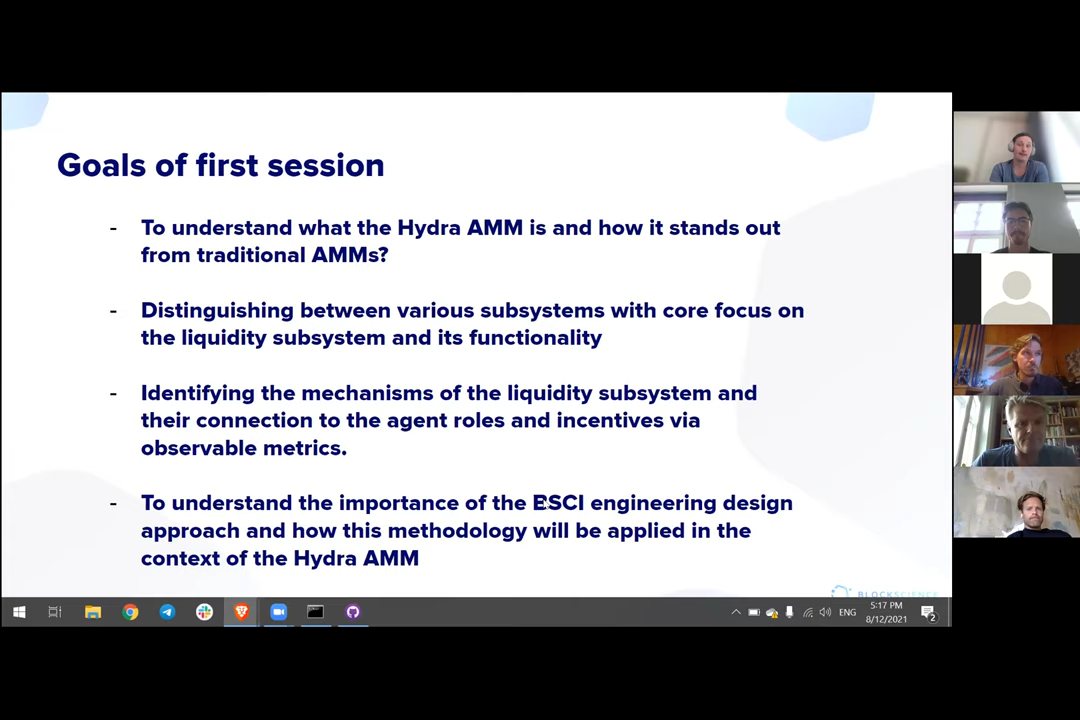 Goals of first session
- To understand what the Hydra AMM is and how it stands out
from traditional AMMs?
- Distinguishing between various subsystems with core focus on
the liquidity subsystem and its functionality
- Identifying the mechanisms of the liquidity subsystem and
their connection to the agent roles and incentives via
observable metrics.
- To understand the importance of the BSCI engineering design
approach and how this methodology will be applied in the
context of the Hydra AMM
BLOCKSCIENCE
ENG
5:17 PM
8/12/2021
2